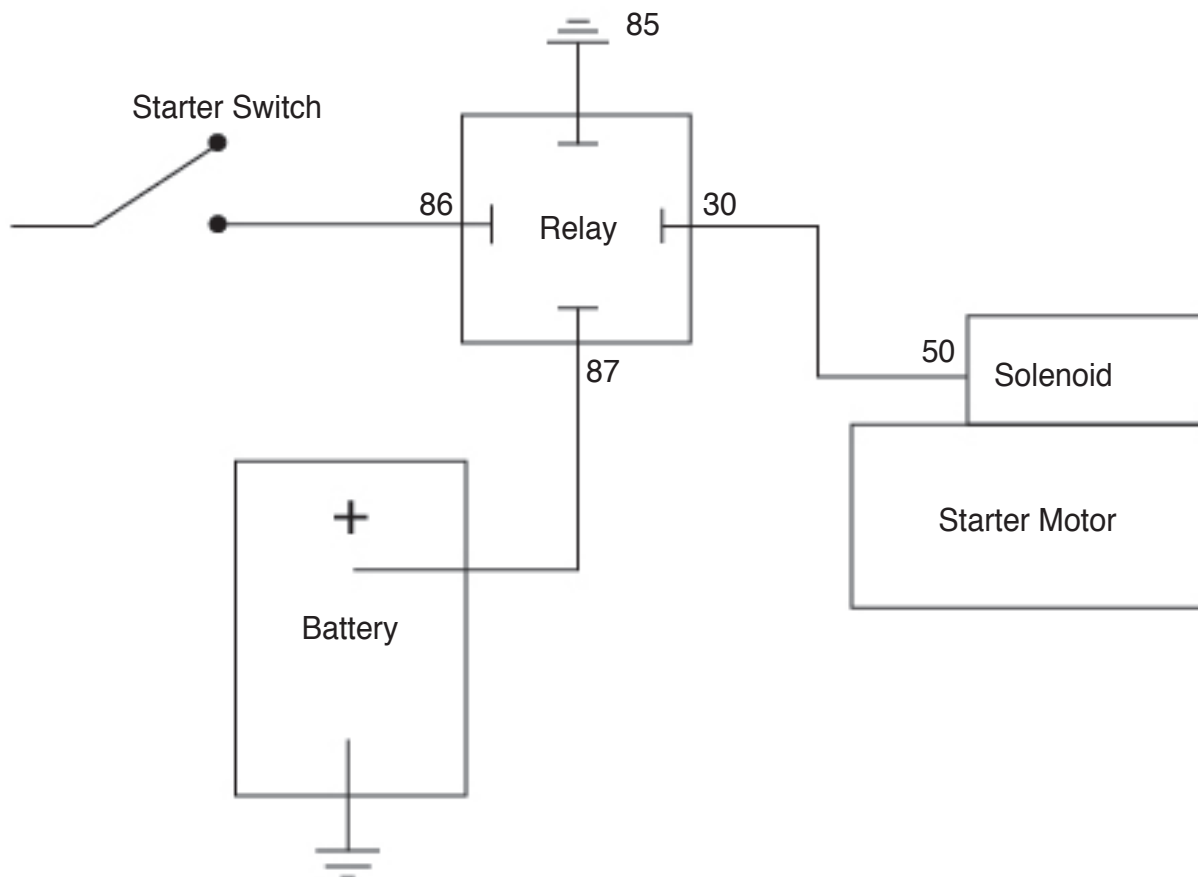 85
Starter Switch
86
30
Relay
87
50
Solenoid
+
Starter Motor
Battery